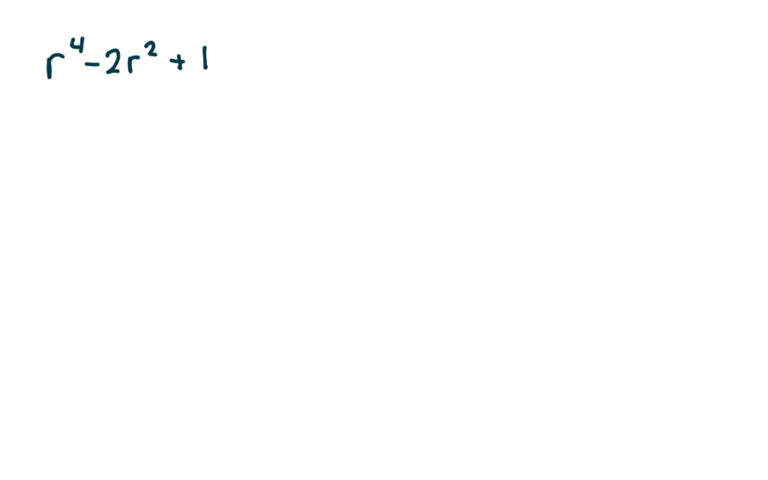 r⁴-2r² + 1